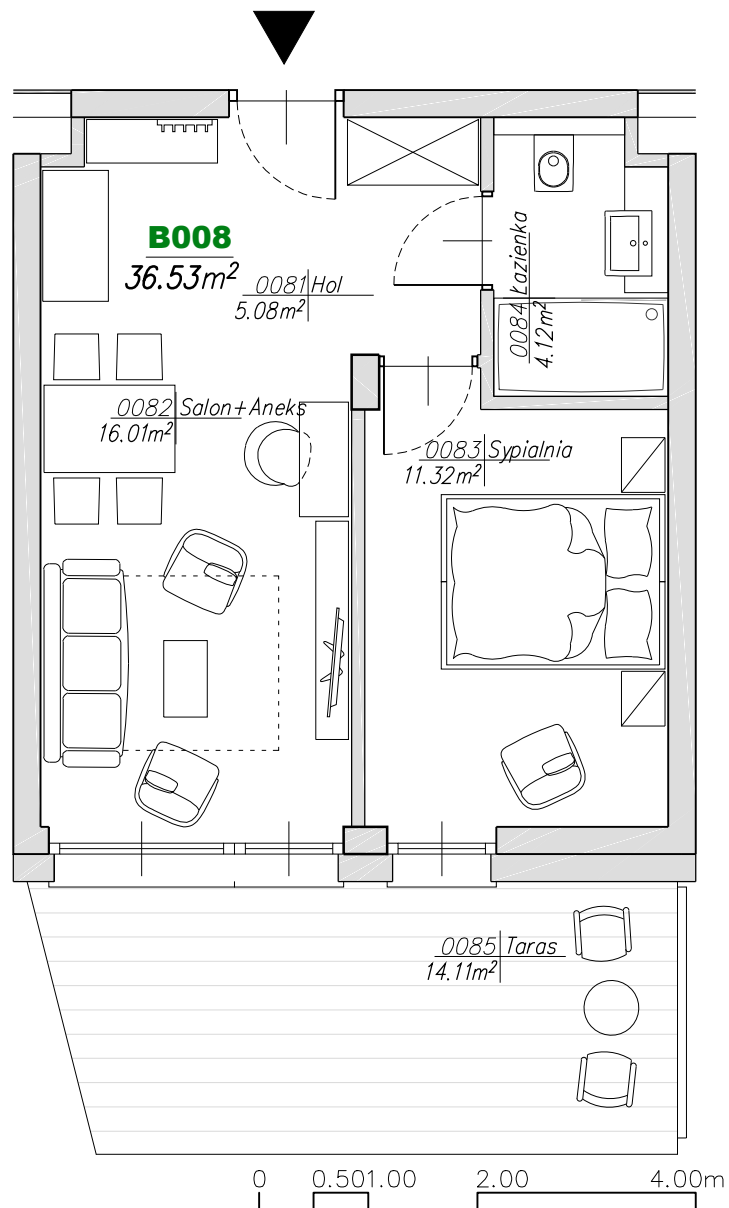 B008
36.53m²
0081 Hol
5.08m²
0084 Łazienka
4.12m²
0082 Salon+Aneks
16.01m²
0083 Sypialnia
11.32m²
0085 Taras
14.11m²
0 0.50 1.00 2.00 4.00m